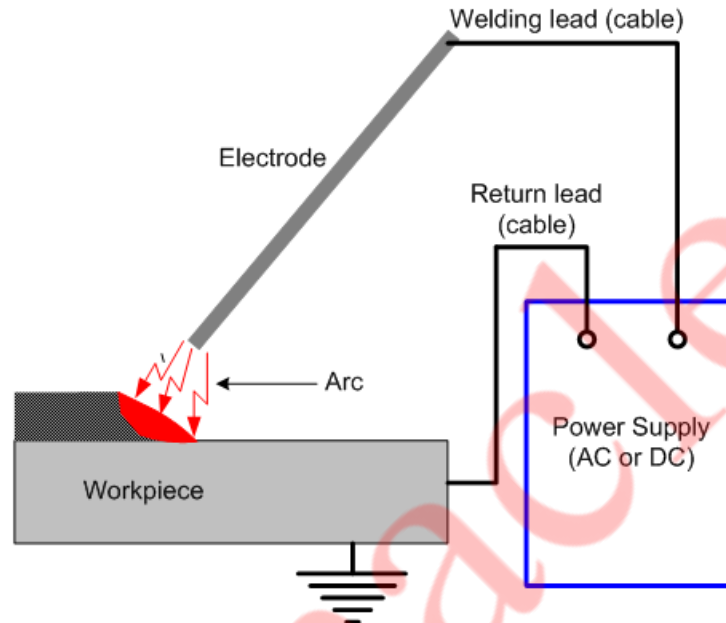 Welding lead (cable)
Electrode
Return lead
(cable)
Arc
Power Supply
(AC or DC)
Workpiece